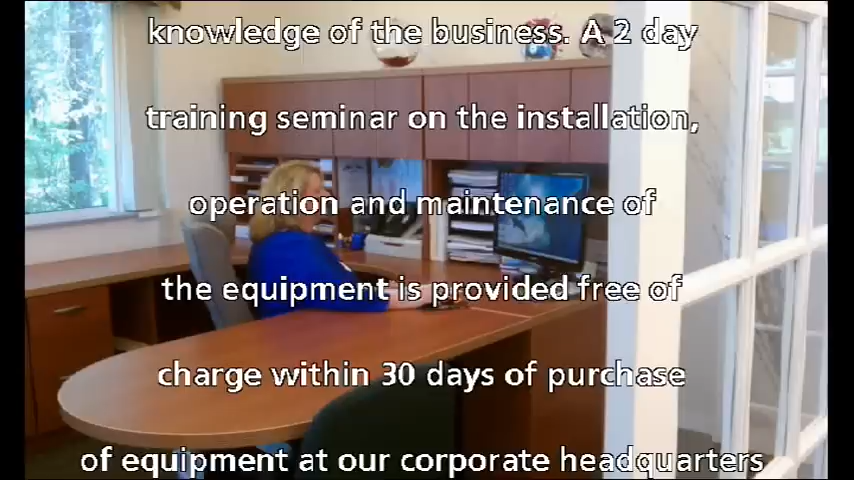 knowledge of the business. A 2 day
training seminar on the installation,
operation and maintenance of
the equipment is provided free of
charge within 30 days of purchase
of equipment at our corporate headquarters